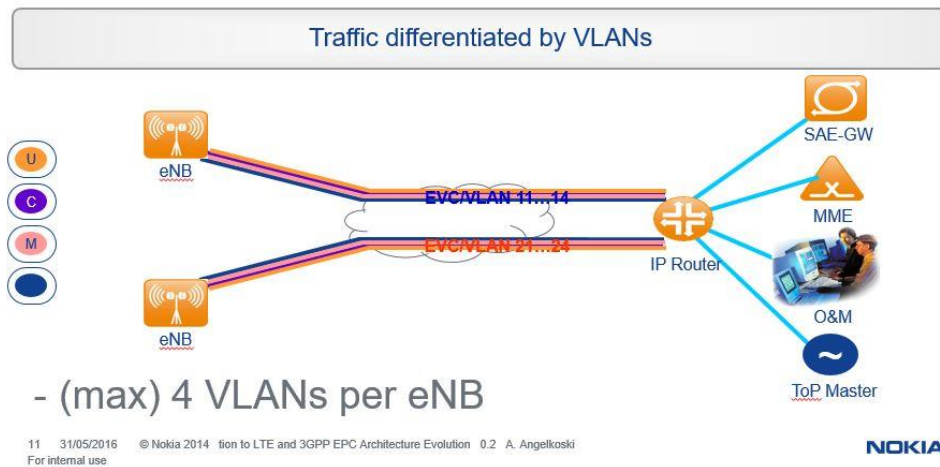 Traffic differentiated by VLANs
SAE-GW
eNB
U
C
EVC/VLAN 11...14
MME
M
EVC/VLAN 21...24
IP Router
O&M
eNB
ToP Master
- (max) 4 VLANs per eNB
11 31/05/2016 © Nokia 2014 tion to LTE and 3GPP EPC Architecture Evolution 0.2 A. Angelkoski
For internal use
NOKIA